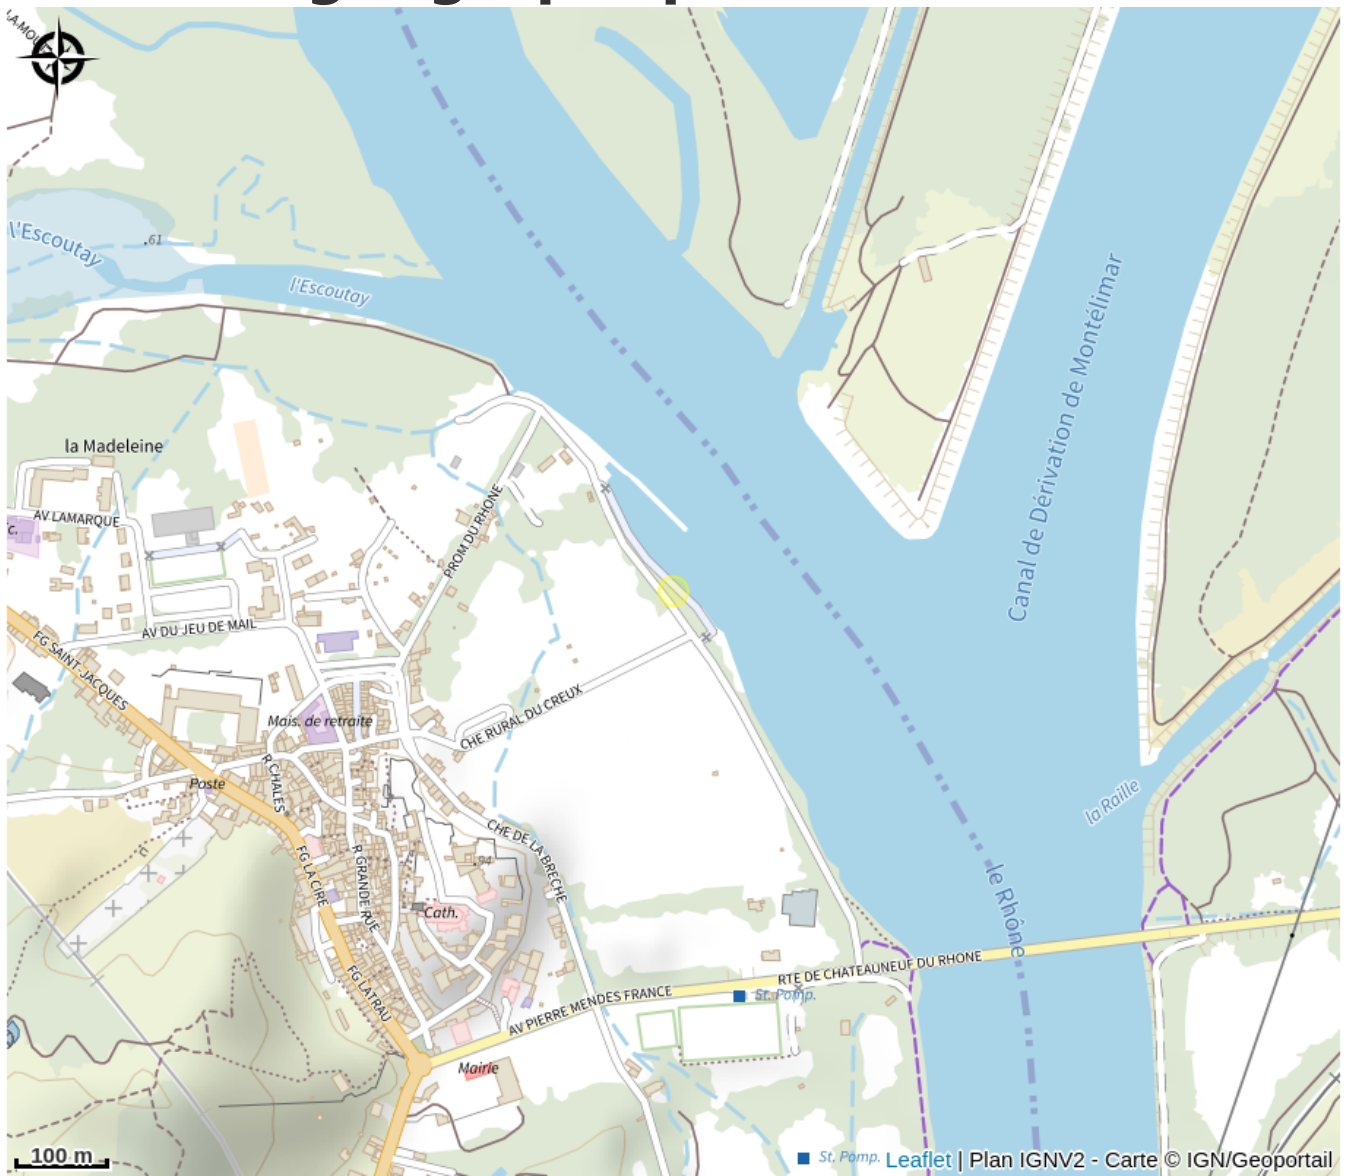 l'Escoutay
.61
l'Escoutay
Canal de Dérivation de Montélimar
la Madeleine
AV LAMARQUE
c.
PROM DU RHONE
AV DU JEU DE MAIL
FG SAINT-JACQUES
Mais. de retraite
CHE RURAL DU CREUX
Poste
R CHALES
la Raille
CHE DE LA BRECHE
FG LA CIRE
R GRANDE RUE
.94
Cath.
le Rhône
FG LATRAU
RTE DE CHATEAUNEUF DU RHONE
AV PIERRE MENDES FRANCE
St. Pomp.
Mairie
100 m
St. Pomp.
Leaflet | Plan IGNV2 - Carte © IGN/Geoportail